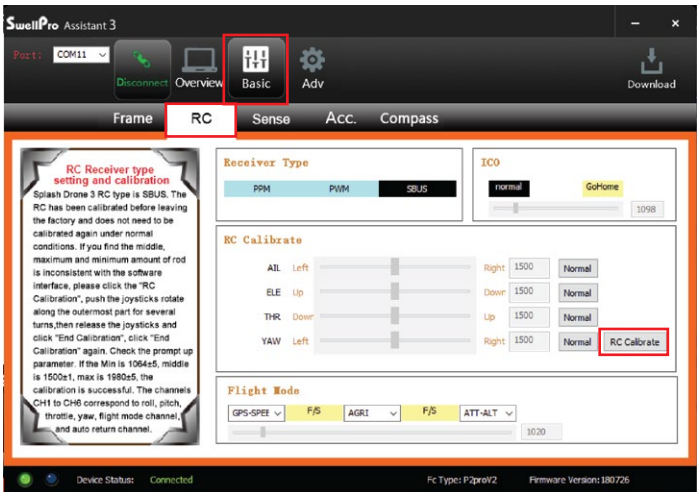 SwellPro Assistant 3
Port: COM11
Disconnect Overview Basic Adv Download
Frame RC Sense Acc. Compass
RC Receiver type
setting and calibration
Splash Drone 3 RC type is SBUS. The
RC has been calibrated before leaving
the factory and does not need to be
calibrated again under normal
conditions. If you find the middle,
maximum and minimum amount of rod
is inconsistent with the software
interface, please click the "RC
Calibration", push the joysticks rotate
along the outermost part for several
turns,then release the joysticks and
click "End Calibration", click "End
Calibration" again. Check the prompt up
parameter. If the Min is 1064±5, middle
is 1500±1, max is 1980±5, the
calibration is successful. The channels
CH1 to CH6 correspond to roll, pitch,
throttle, yaw, flight mode channel,
and auto return channel.
Receiver Type
PPM PWM SBUS
ICO
normal GoHome
1098
RC Calibrate
AIL Left Right 1500 Normal
ELE Up Down 1500 Normal
THR Down Up 1500 Normal
YAW Left Right 1500 Normal RC Calibrate
Flight Mode
GPS-SPEE F/S AGRI F/S ATT-ALT
1020
Device Status: Connected Fc Type: P2proV2 Firmware Version: 180726